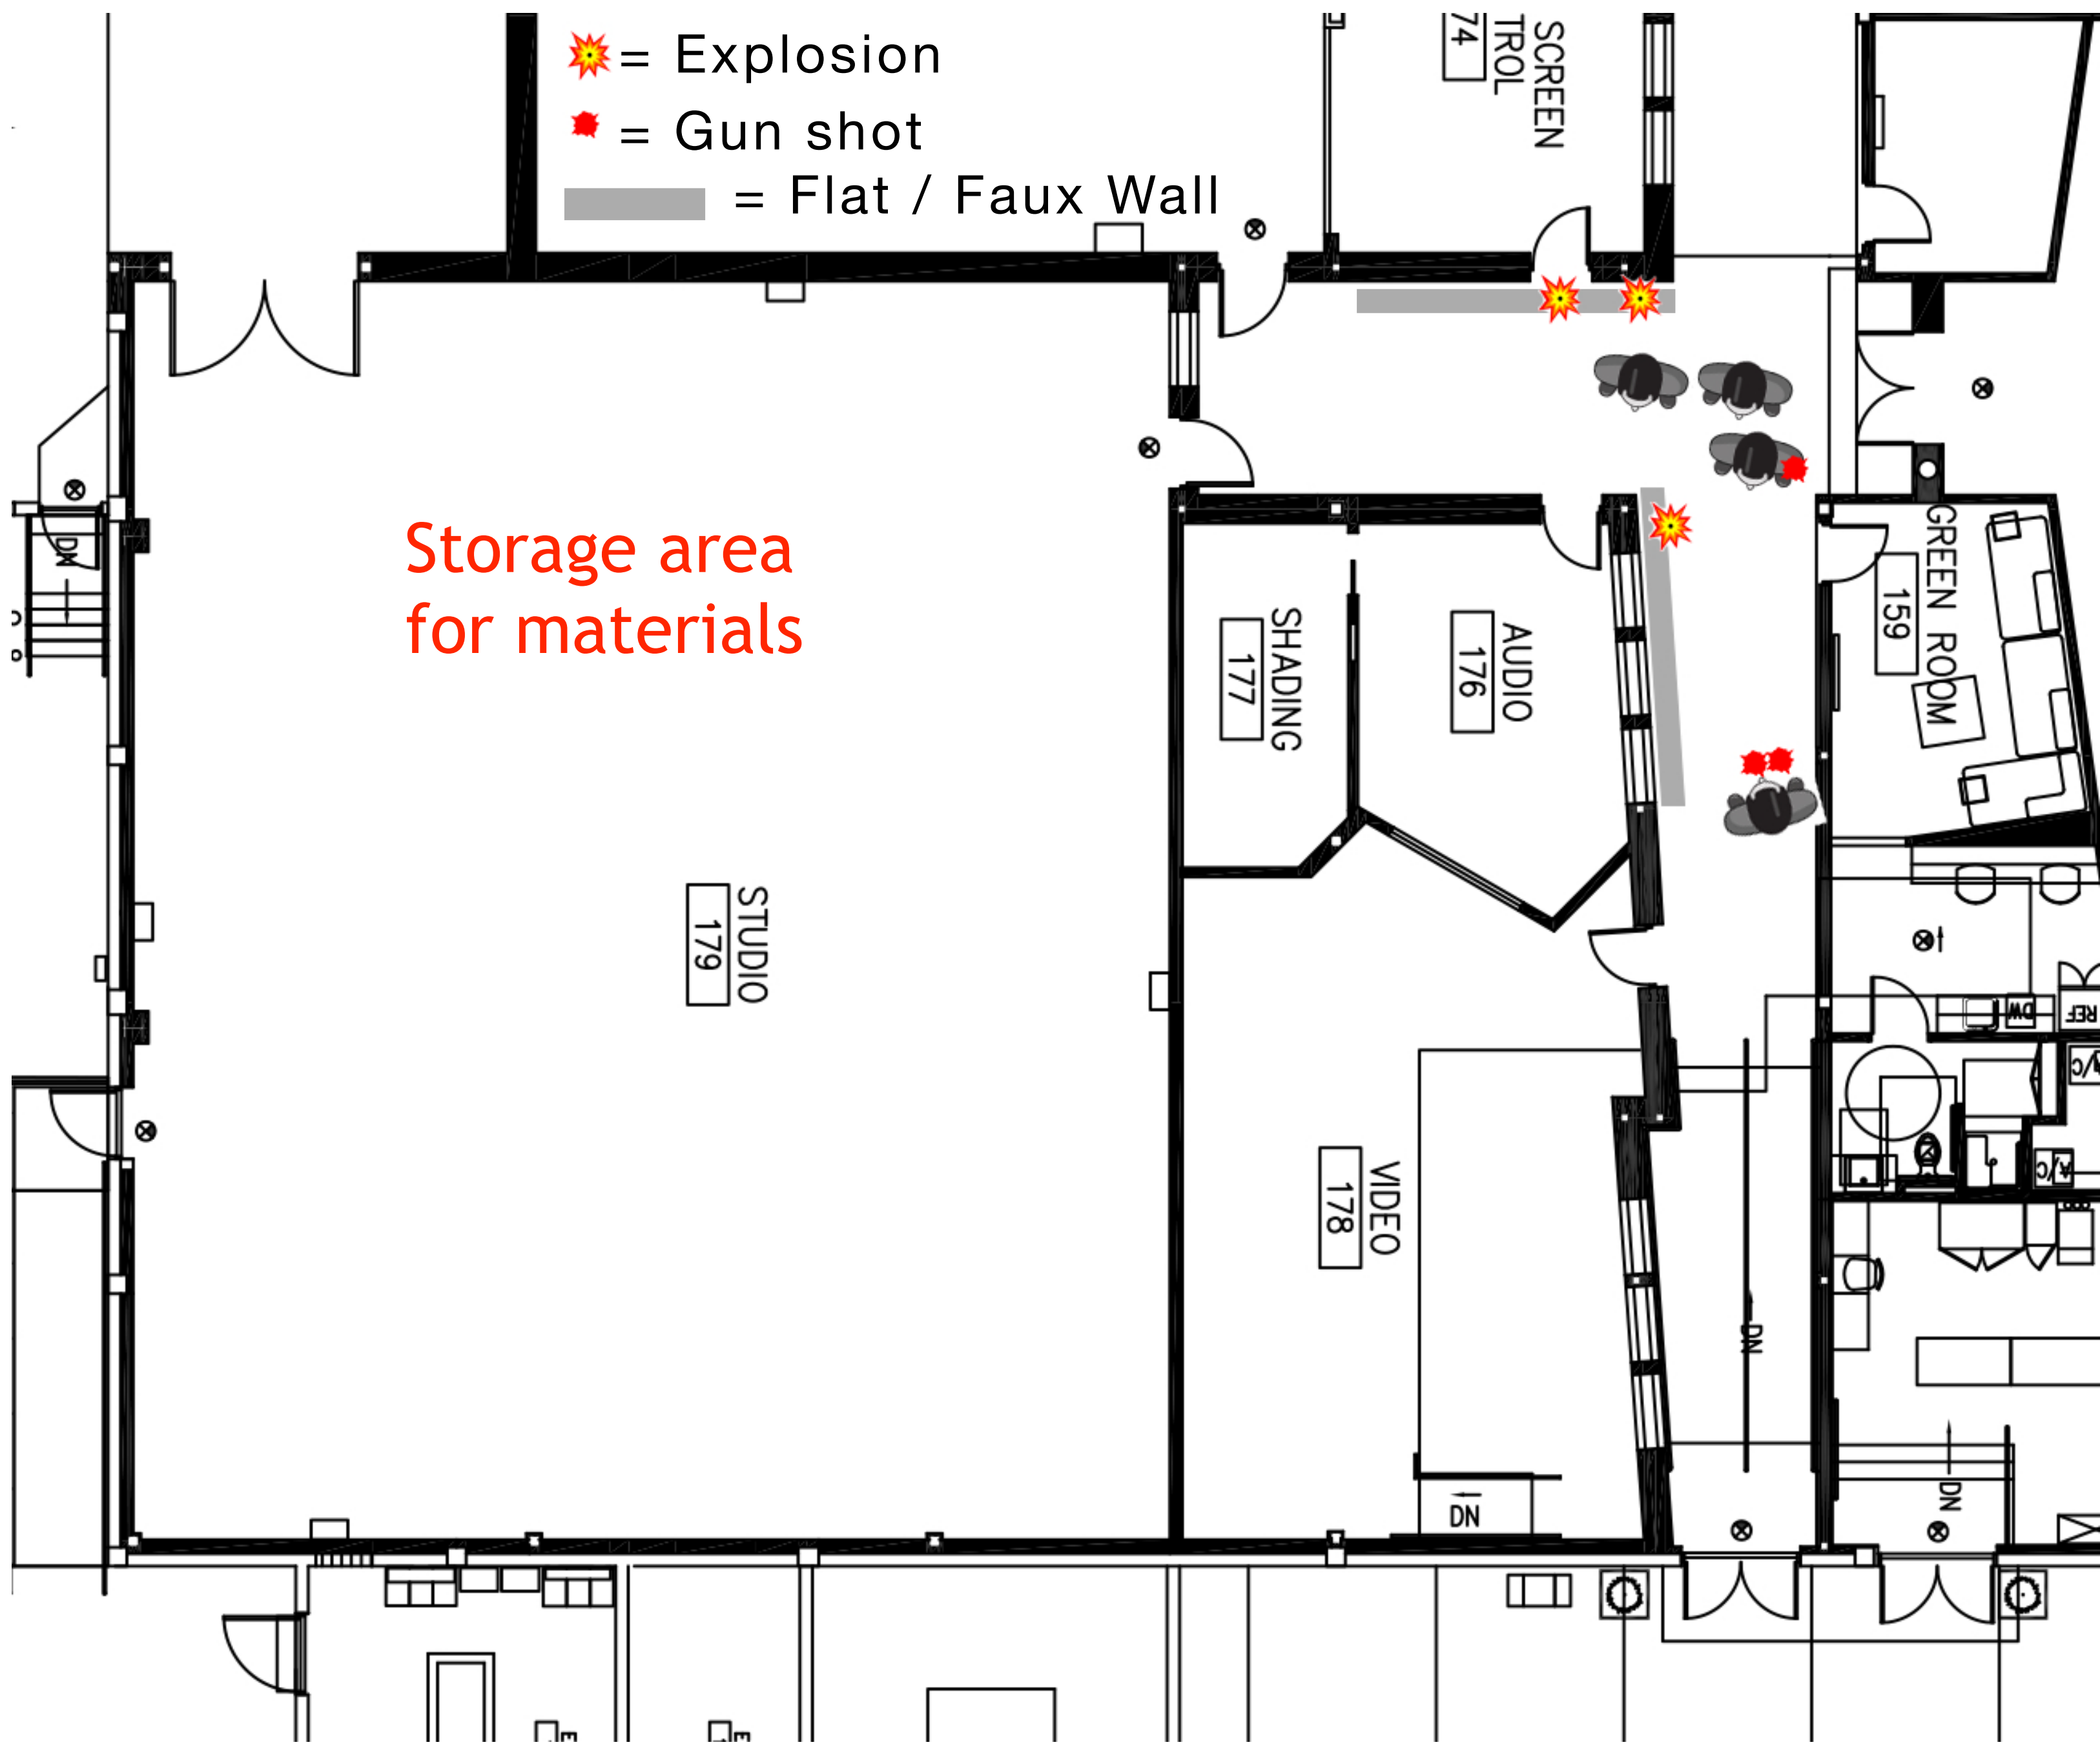 = Explosion
= Gun shot
= Flat / Faux Wall
SCREEN
TROL
74
Storage area
for materials
DN
SHADING
177
AUDIO
176
GREEN ROOM
159
STUDIO
179
VIDEO
178
DW
REF
A/C
A/C
DN
DN
DN